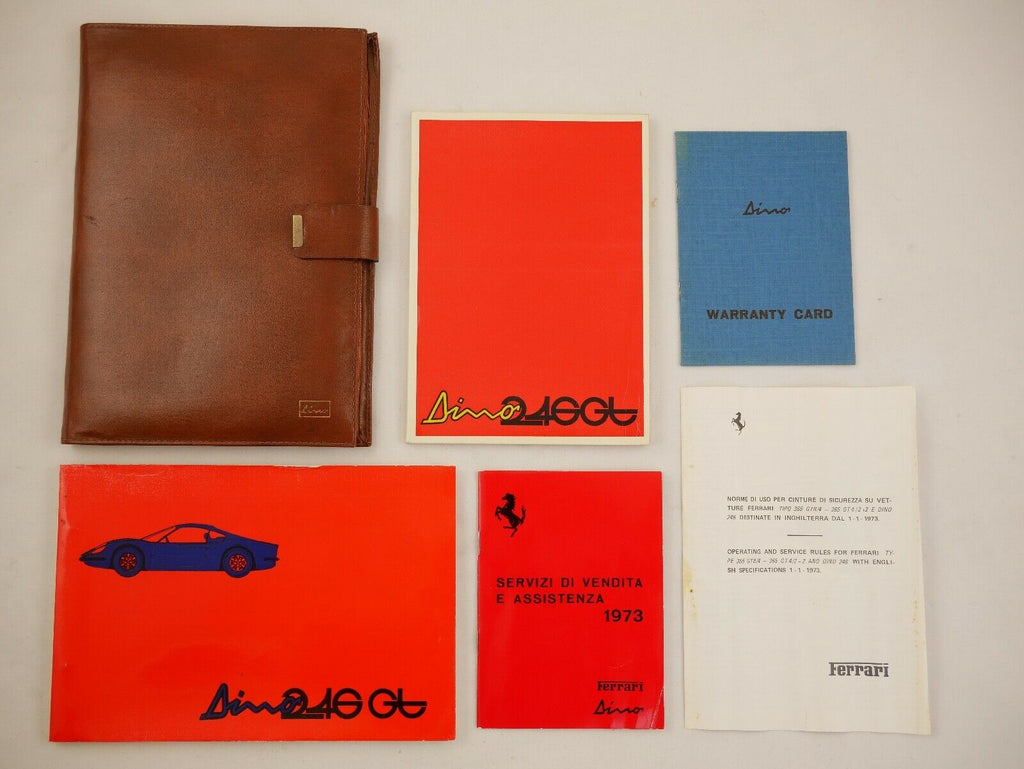 Dino
Dino 246 GT
Dino
WARRANTY CARD
Dino 246 GT
SERVIZI DI VENDITA
E ASSISTENZA
1973
Ferrari
Dino
NORME DI USO PER CINTURE DI SICUREZZA SU VET-
TURE FERRARI TIPO 365 GTB/4 - 365 GT4/2+2 E DINO
246 DESTINATE IN INGHILTERRA DAL 1-1-1973.
OPERATING AND SERVICE RULES FOR FERRARI TY-
PE 365 GTB/4 - 365 GT4/2+2 AND DINO 246 WITH ENGLI-
SH SPECIFICATIONS 1-1-1973.
Ferrari